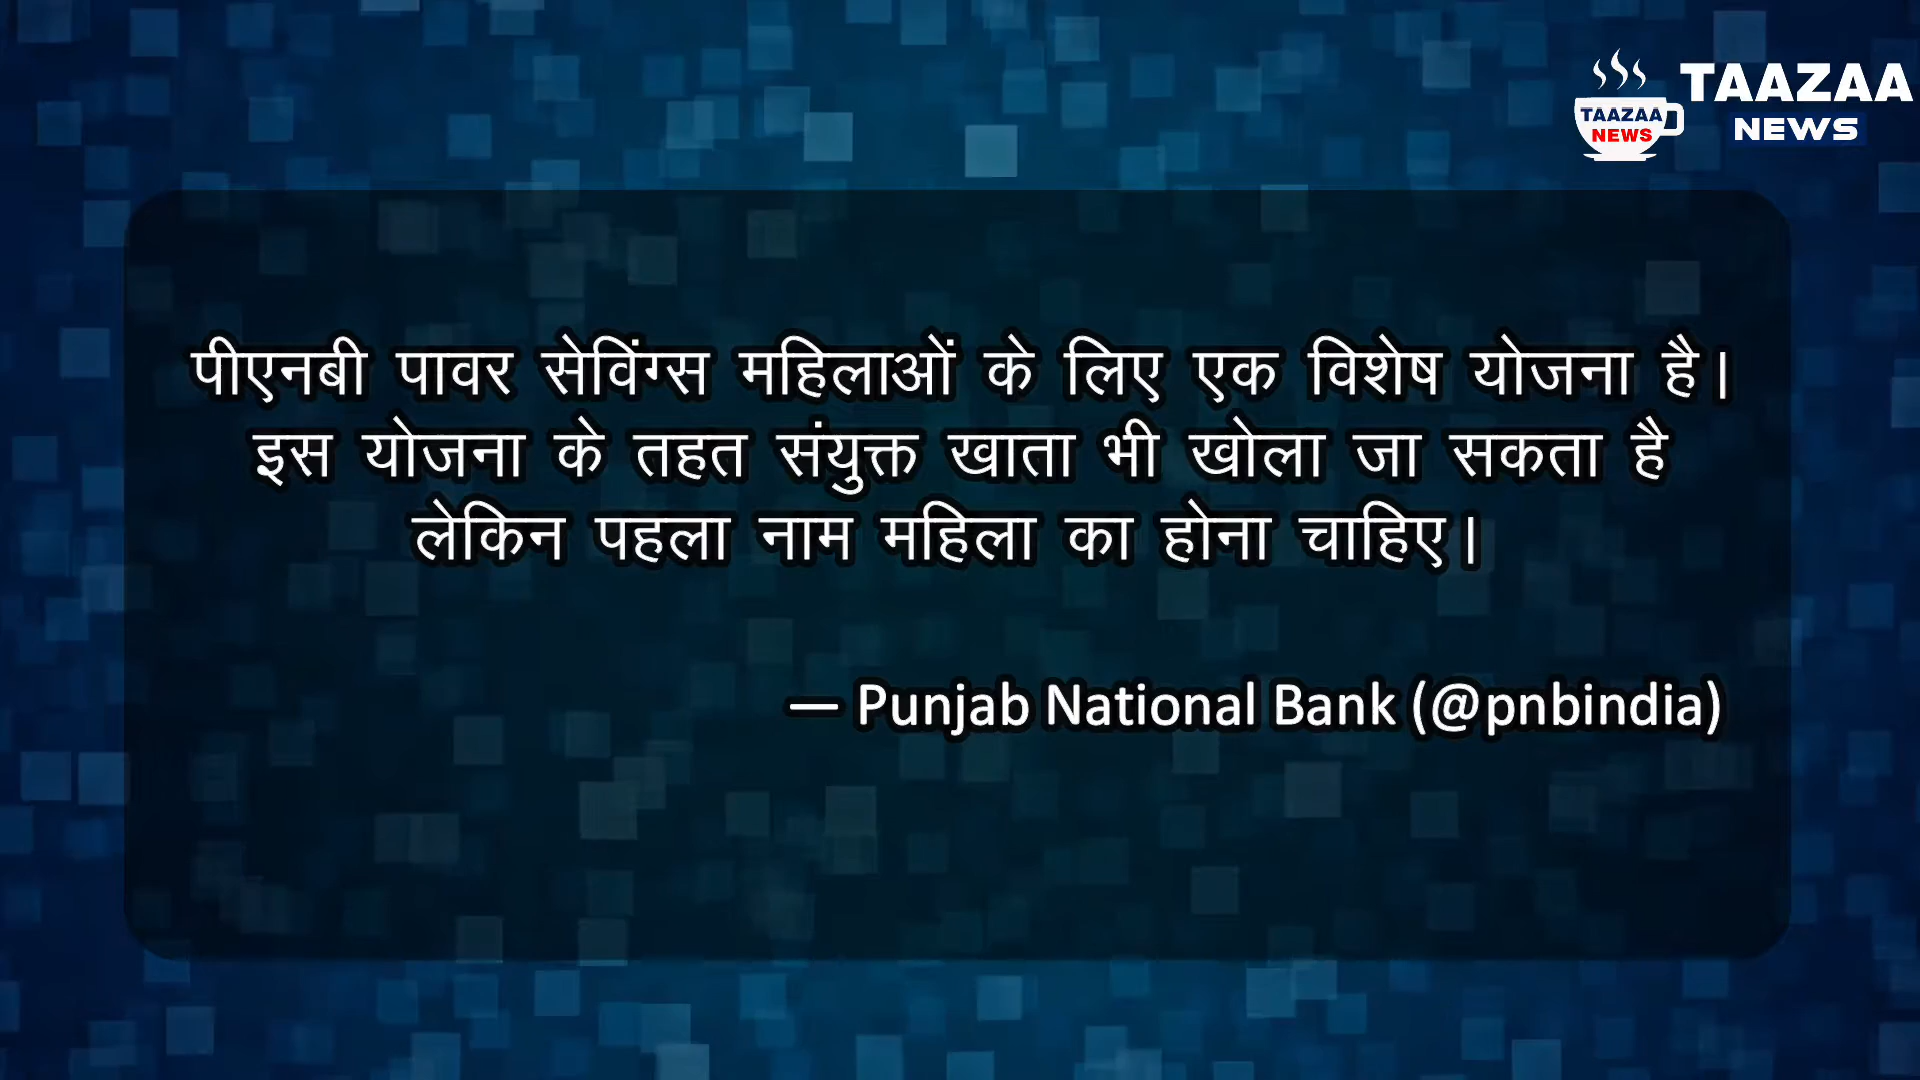 TAAZAA
NEWS
TAAZAA
NEWS
पीएनबी पावर सेविंग्स महिलाओं के लिए एक विशेष योजना है।
इस योजना के तहत संयुक्त खाता भी खोला जा सकता है
लेकिन पहला नाम महिला का होना चाहिए।
— Punjab National Bank (@pnbindia)